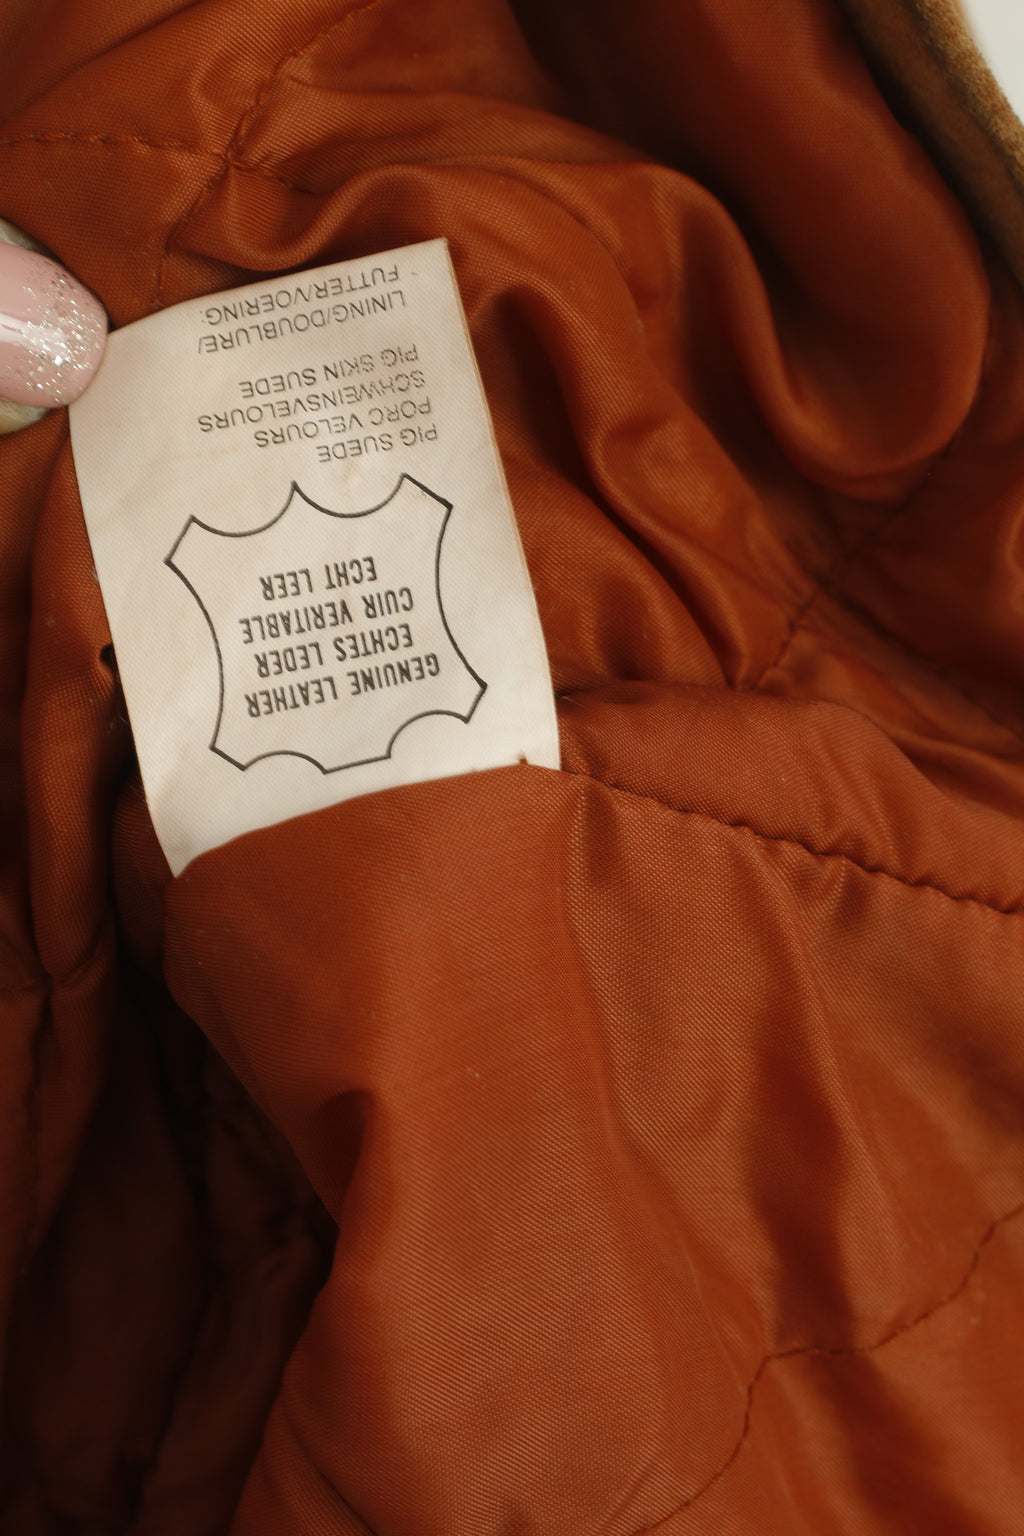 GENUINE LEATHER
ECHTES LEDER
CUIR VERITABLE
ECHT LEER
PIG SUEDE
PORC VELOURS
SCHWEINSVELOURS
PIG SKIN SUEDE
LINING/DOUBLURE/
FUTTER/VOERING: